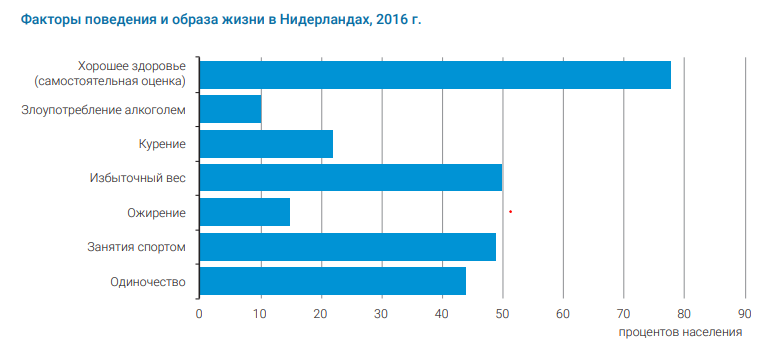 Факторы поведения и образа жизни в Нидерландах, 2016 г.
Хорошее здоровье
(самостоятельная оценка)
Злоупотребление алкоголем
Курение
Избыточный вес
Ожирение
Занятия спортом
Одиночество
0 10 20 30 40 50 60 70 80 90
процентов населения